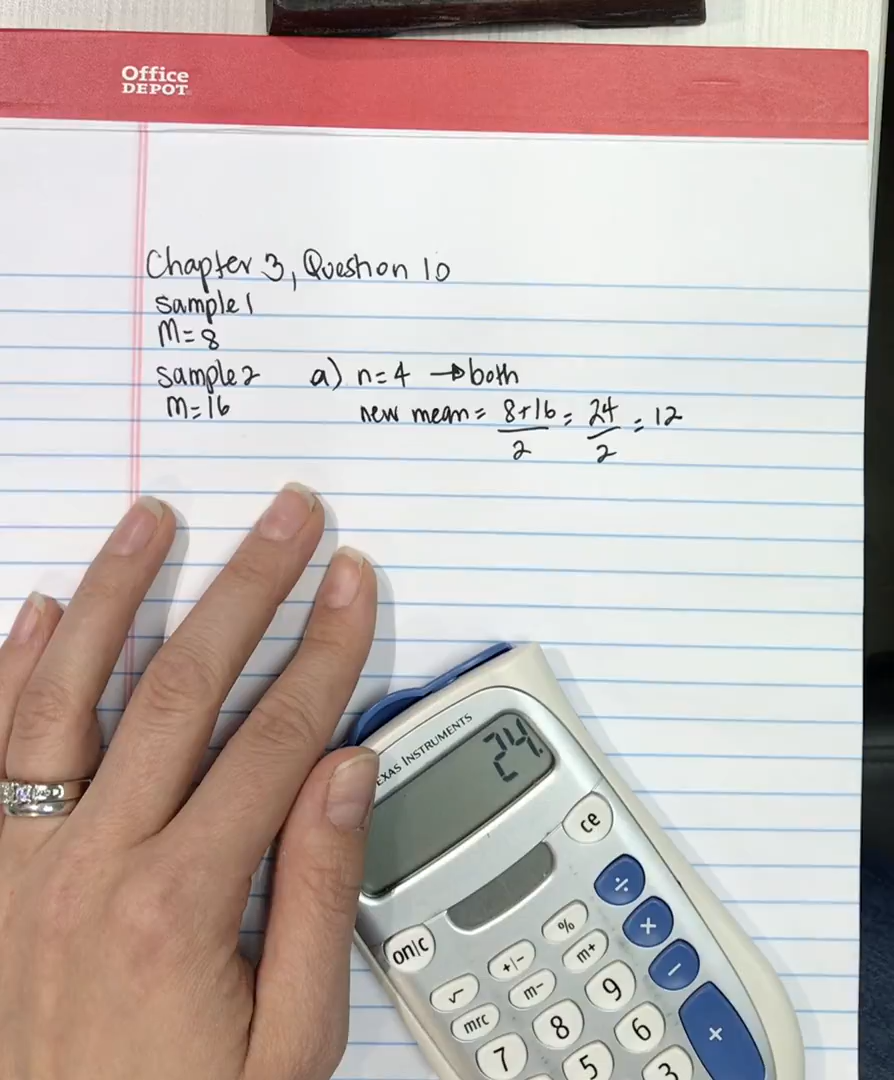 Office
DEPOT
Chapter 3, Question 10
sample 1
M=8
sample 2
M=16
a) n=4 → both
new mean = 8+16/2 = 24/2 = 12
TEXAS INSTRUMENTS
24.
ce
÷
+
on/c
%
−
+/-
m+
√
m-
9
×
mrc
8
6
7
5
3